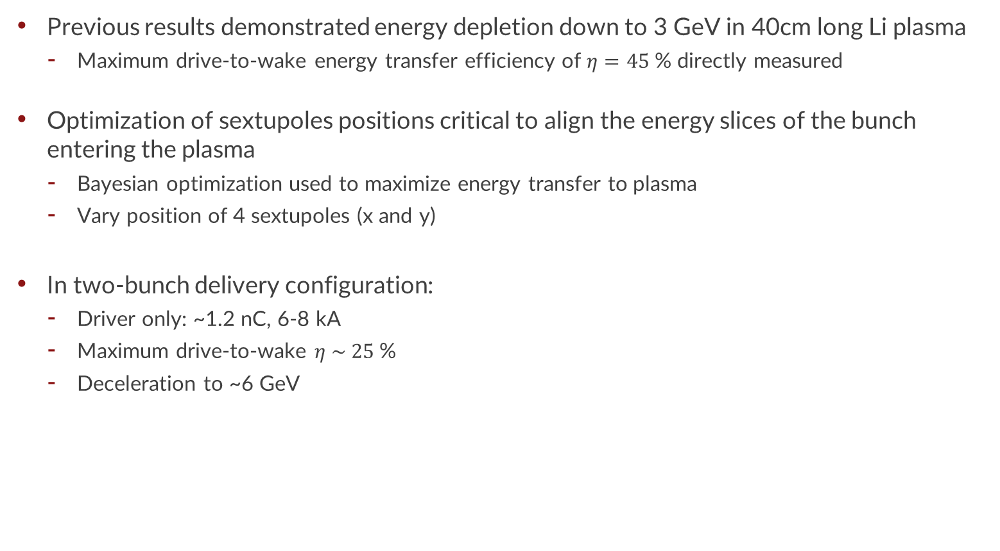 • Previous results demonstrated energy depletion down to 3 GeV in 40cm long Li plasma
- Maximum drive-to-wake energy transfer efficiency of η = 45 % directly measured
• Optimization of sextupoles positions critical to align the energy slices of the bunch
entering the plasma
- Bayesian optimization used to maximize energy transfer to plasma
- Vary position of 4 sextupoles (x and y)
• In two-bunch delivery configuration:
- Driver only: ~1.2 nC, 6-8 kA
- Maximum drive-to-wake η ~ 25 %
- Deceleration to ~6 GeV